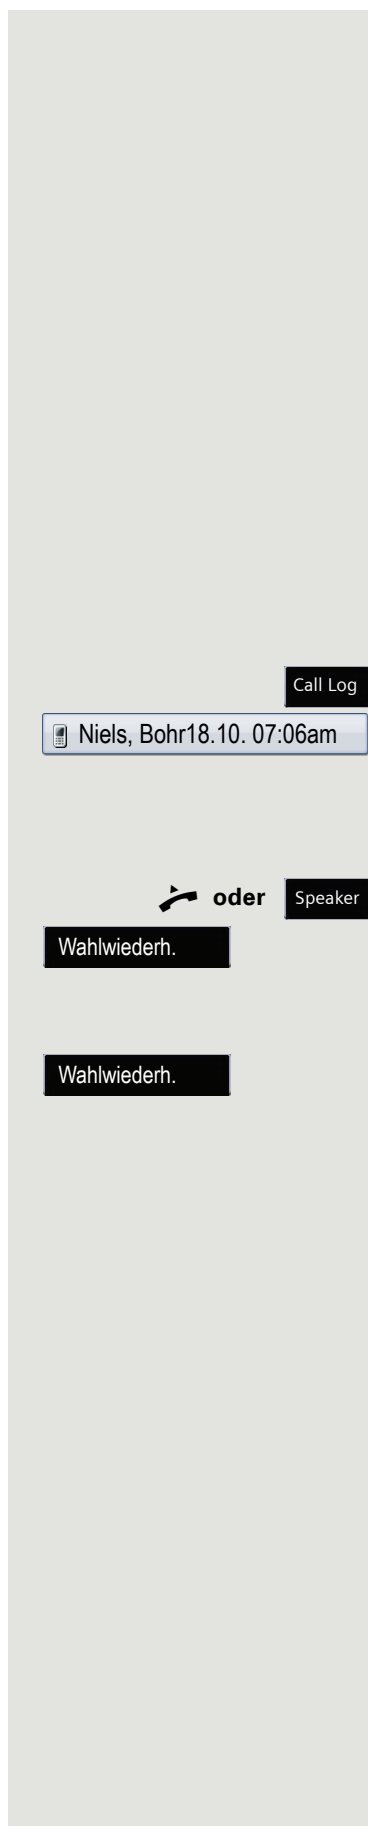 Call Log
Niels, Bohr18.10. 07:06am
oder Speaker
Wahlwiederh.
Wahlwiederh.